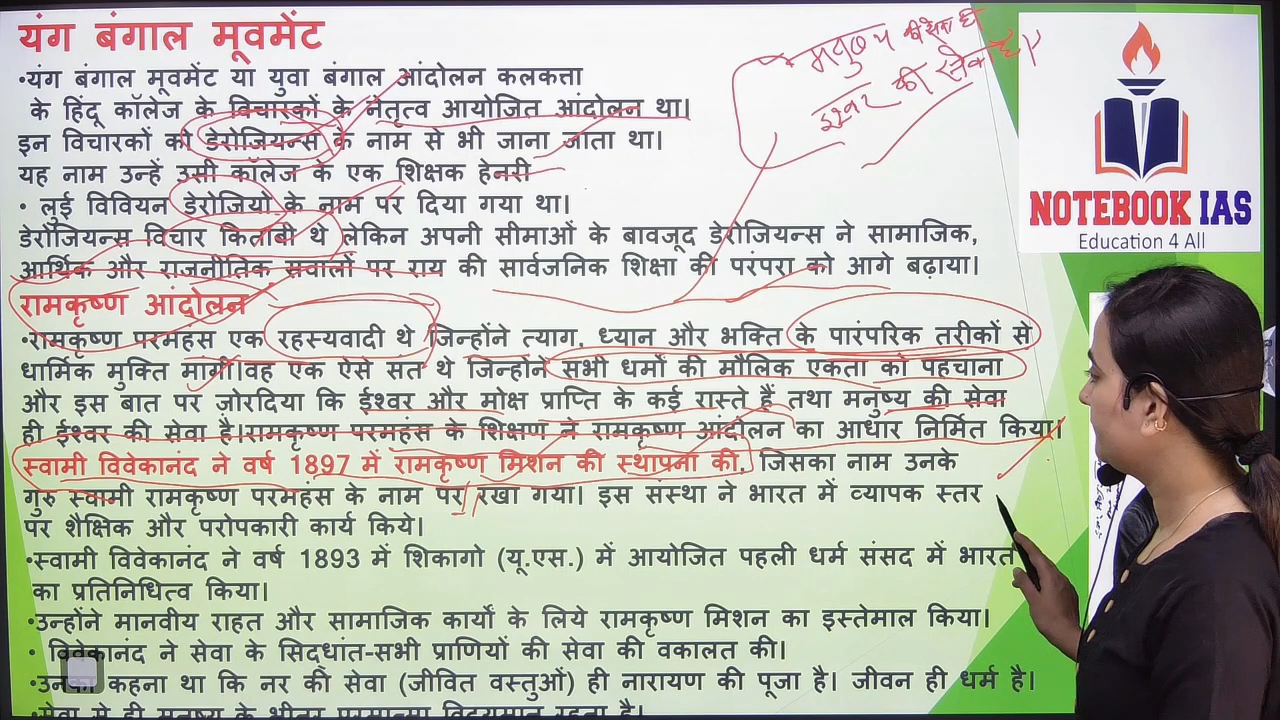 यंग बंगाल मूवमेंट
•यंग बंगाल मूवमेंट या युवा बंगाल आंदोलन कलकत्ता
के हिंदू कॉलेज के विचारकों के नेतृत्व आयोजित आंदोलन था।
इन विचारकों को डेरोजियन्स के नाम से भी जाना जाता था।
यह नाम उन्हें उसी कॉलेज के एक शिक्षक हेनरी
• लुई विवियन डेरोजियो के नाम पर दिया गया था।
डेरोजियन्स विचार किताबी थे लेकिन अपनी सीमाओं के बावजूद डेरोजियन्स ने सामाजिक,
आर्थिक और राजनीतिक सवालों पर राय की सार्वजनिक शिक्षा की परंपरा को आगे बढ़ाया।
रामकृष्ण आंदोलन
•रामकृष्ण परमहंस एक रहस्यवादी थे जिन्होंने त्याग, ध्यान और भक्ति के पारंपरिक तरीकों से
धार्मिक मुक्ति मांगी।वह एक ऐसे संत थे जिन्होंने सभी धर्मों की मौलिक एकता को पहचाना
और इस बात पर ज़ोरदिया कि ईश्वर और मोक्ष प्राप्ति के कई रास्ते हैं तथा मनुष्य की सेवा
ही ईश्वर की सेवा है।रामकृष्ण परमहंस के शिक्षण ने रामकृष्ण आंदोलन का आधार निर्मित किया।
स्वामी विवेकानंद ने वर्ष 1897 में रामकृष्ण मिशन की स्थापना की, जिसका नाम उनके
गुरु स्वामी रामकृष्ण परमहंस के नाम पर रखा गया। इस संस्था ने भारत में व्यापक स्तर
पर शैक्षिक और परोपकारी कार्य किये।
•स्वामी विवेकानंद ने वर्ष 1893 में शिकागो (यू.एस.) में आयोजित पहली धर्म संसद में भारत
का प्रतिनिधित्व किया।
•उन्होंने मानवीय राहत और सामाजिक कार्यों के लिये रामकृष्ण मिशन का इस्तेमाल किया।
• विवेकानंद ने सेवा के सिद्धांत-सभी प्राणियों की सेवा की वकालत की।
•उनका कहना था कि नर की सेवा (जीवित वस्तुओं) ही नारायण की पूजा है। जीवन ही धर्म है।
•सेवा से ही मनुष्य के भीतर परमात्मा विद्यमान रहता है।
मनुष्य की सेवा ही
ईश्वर की सेवा है।
NOTEBOOK IAS
Education 4 All